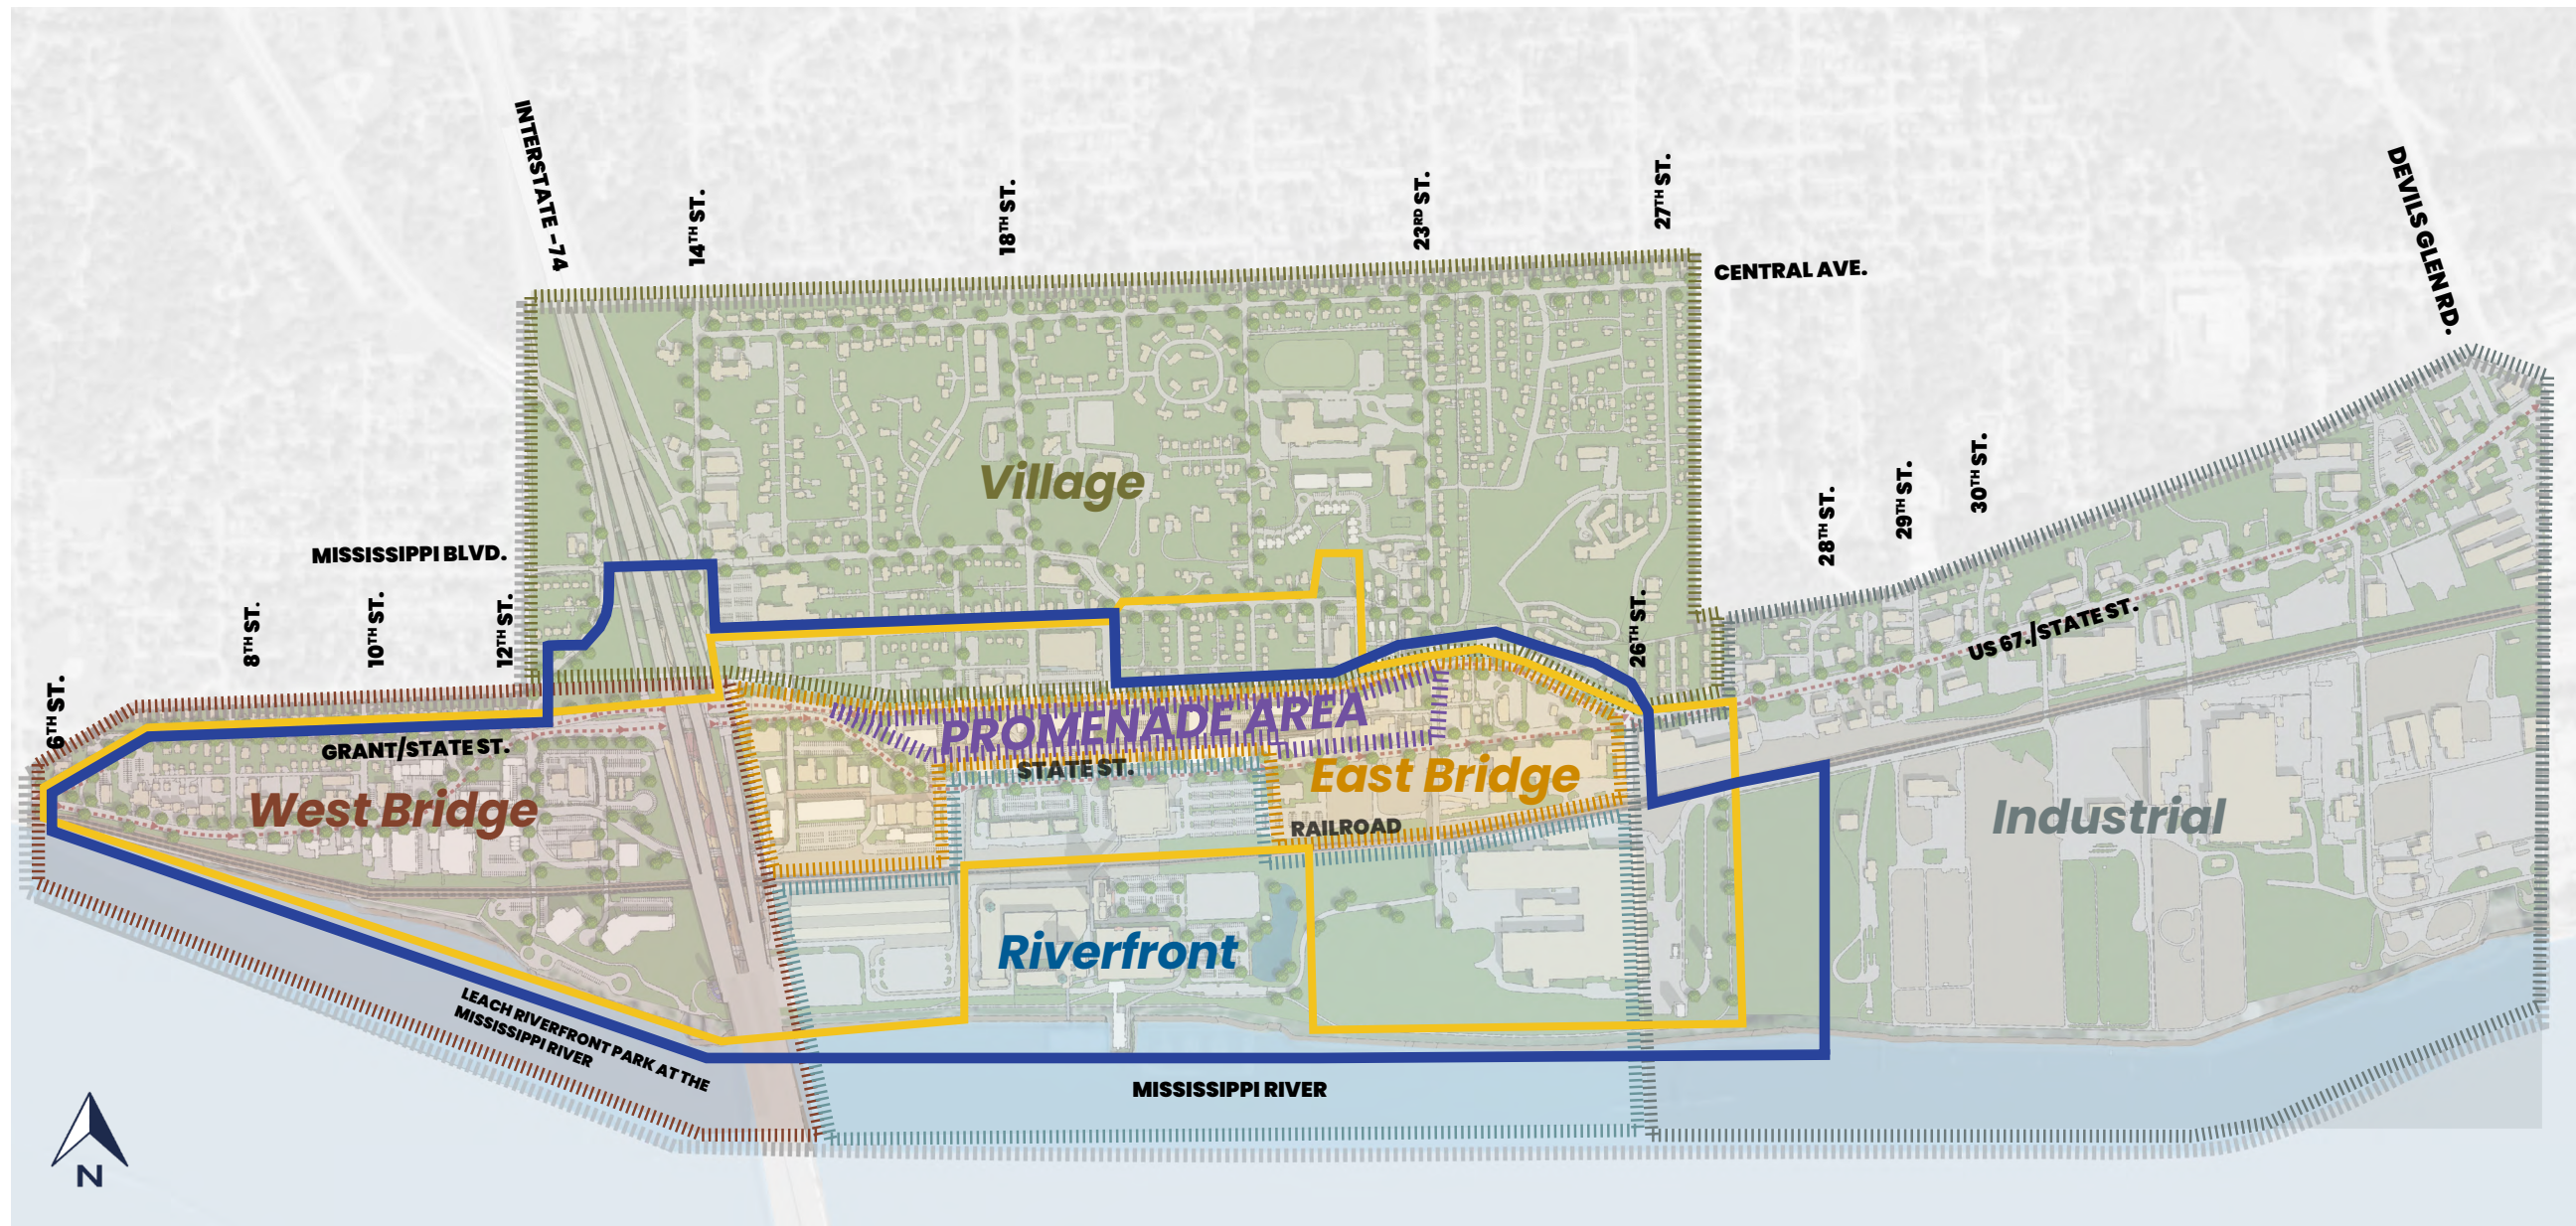 INTERSTATE -74
14TH ST.
18TH ST.
23RD ST.
27TH ST.
DEVILS GLEN RD.
CENTRAL AVE.
Village
MISSISSIPPI BLVD.
6TH ST.
8TH ST.
10TH ST.
12TH ST.
26TH ST.
28TH ST.
29TH ST.
30TH ST.
US 67./STATE ST.
GRANT/STATE ST.
PROMENADE AREA
STATE ST.
West Bridge
East Bridge
RAILROAD
Industrial
Riverfront
LEACH RIVERFRONT PARK AT THE
MISSISSIPPI RIVER
MISSISSIPPI RIVER
N